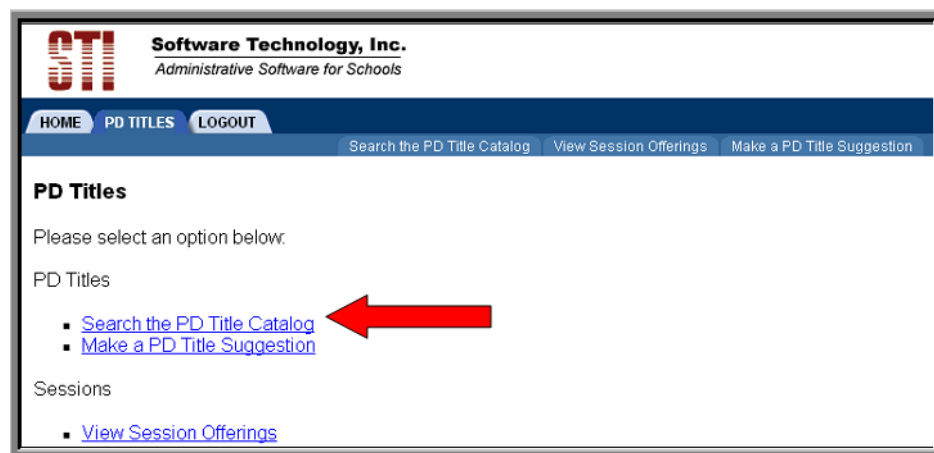 STI
Software Technology, Inc.
Administrative Software for Schools
HOME PD TITLES LOGOUT
Search the PD Title Catalog View Session Offerings Make a PD Title Suggestion
PD Titles
Please select an option below:
PD Titles
Search the PD Title Catalog
Make a PD Title Suggestion
Sessions
View Session Offerings